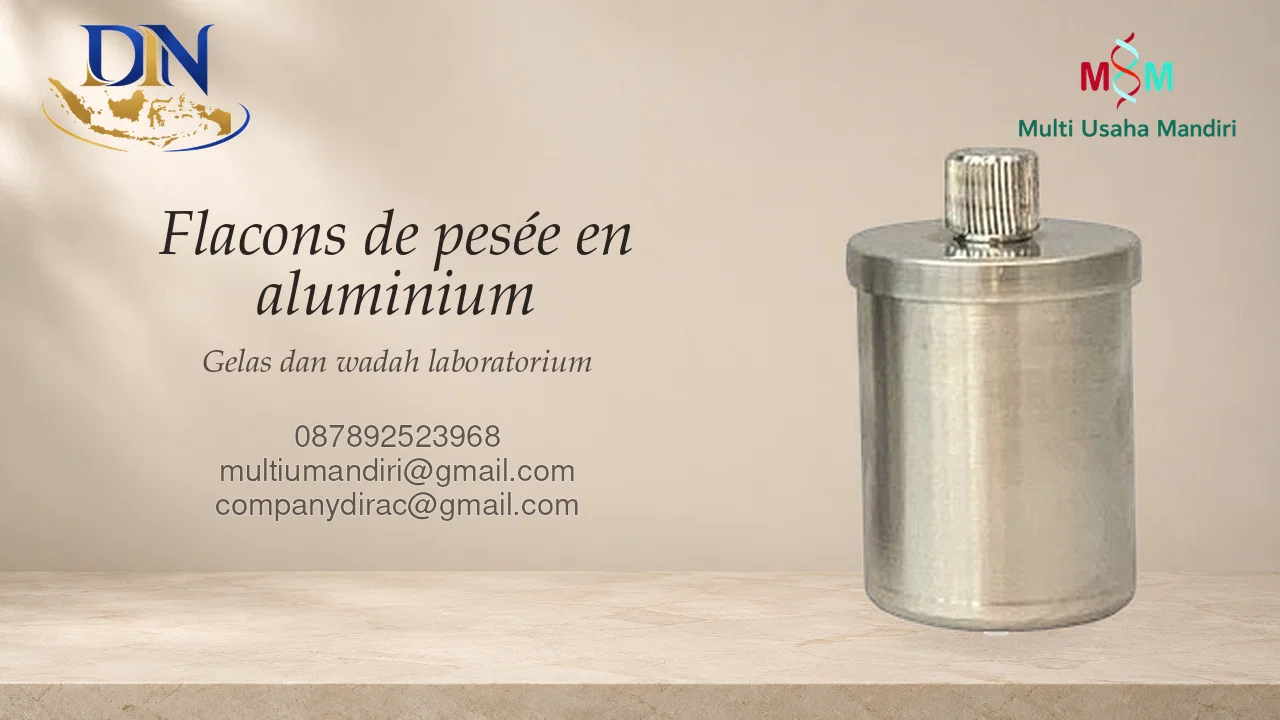 DIN
M M
Multi Usaha Mandiri
Flacons de pesée en
aluminium
Gelas dan wadah laboratorium
087892523968
multiumandiri@gmail.com
companydirac@gmail.com